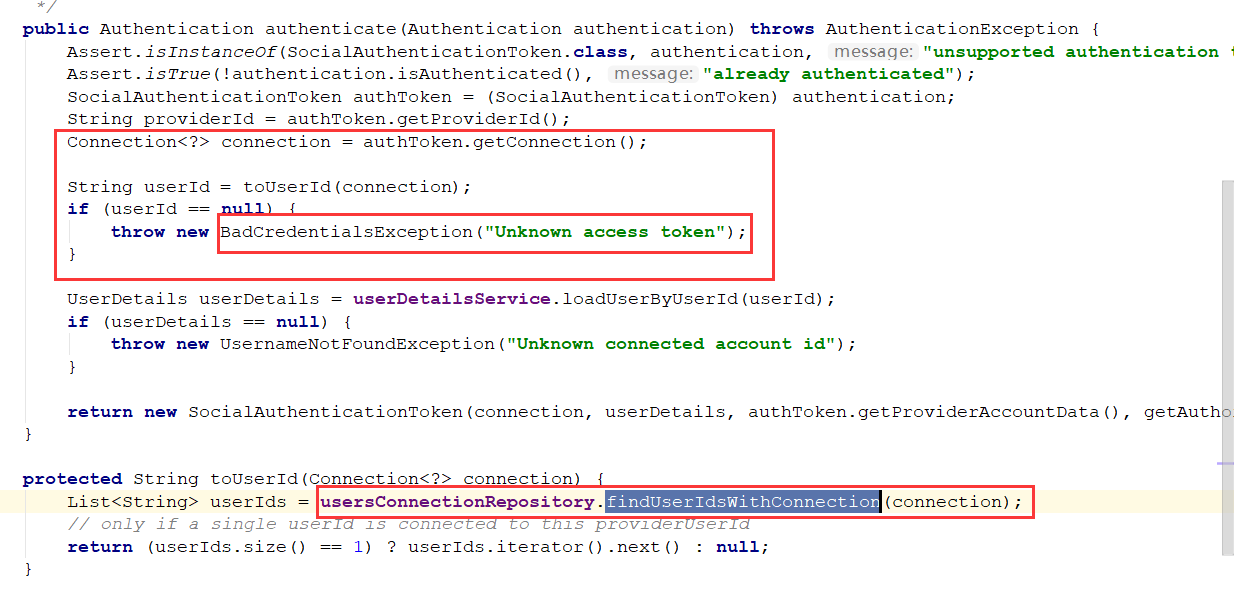 */
public Authentication authenticate(Authentication authentication) throws AuthenticationException {
Assert.isInstanceOf(SocialAuthenticationToken.class, authentication, message: "unsupported authentication
Assert.isTrue(!authentication.isAuthenticated(), message: "already authenticated");
SocialAuthenticationToken authToken = (SocialAuthenticationToken) authentication;
String providerId = authToken.getProviderId();
Connection<?> connection = authToken.getConnection();
String userId = toUserId(connection);
if (userId == null) {
throw new BadCredentialsException("Unknown access token");
}
UserDetails userDetails = userDetailsService.loadUserByUserId(userId);
if (userDetails == null) {
throw new UsernameNotFoundException("Unknown connected account id");
}
return new SocialAuthenticationToken(connection, userDetails, authToken.getProviderAccountData(), getAutho
}
protected String toUserId(Connection<?> connection) {
List<String> userIds = usersConnectionRepository.findUserIdsWithConnection(connection);
// only if a single userId is connected to this providerUserId
return (userIds.size() == 1) ? userIds.iterator().next() : null;
}